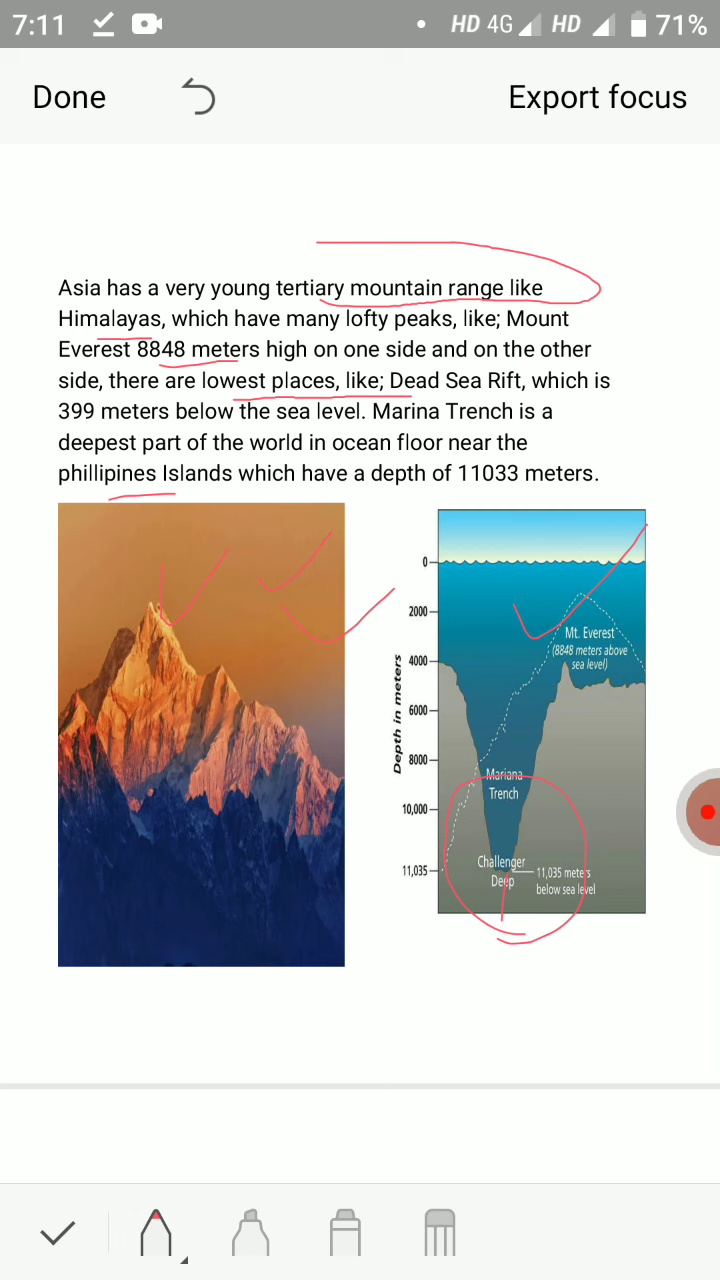 7:11 HD 4G HD 71%
Done Export focus
Asia has a very young tertiary mountain range like
Himalayas, which have many lofty peaks, like; Mount
Everest 8848 meters high on one side and on the other
side, there are lowest places, like; Dead Sea Rift, which is
399 meters below the sea level. Marina Trench is a
deepest part of the world in ocean floor near the
phillipines Islands which have a depth of 11033 meters.
Depth in meters
0
2000
4000
6000
8000
10,000
11,035
Mt. Everest
(8848 meters above
sea level)
Mariana
Trench
Challenger
Deep
11,035 meters
below sea level